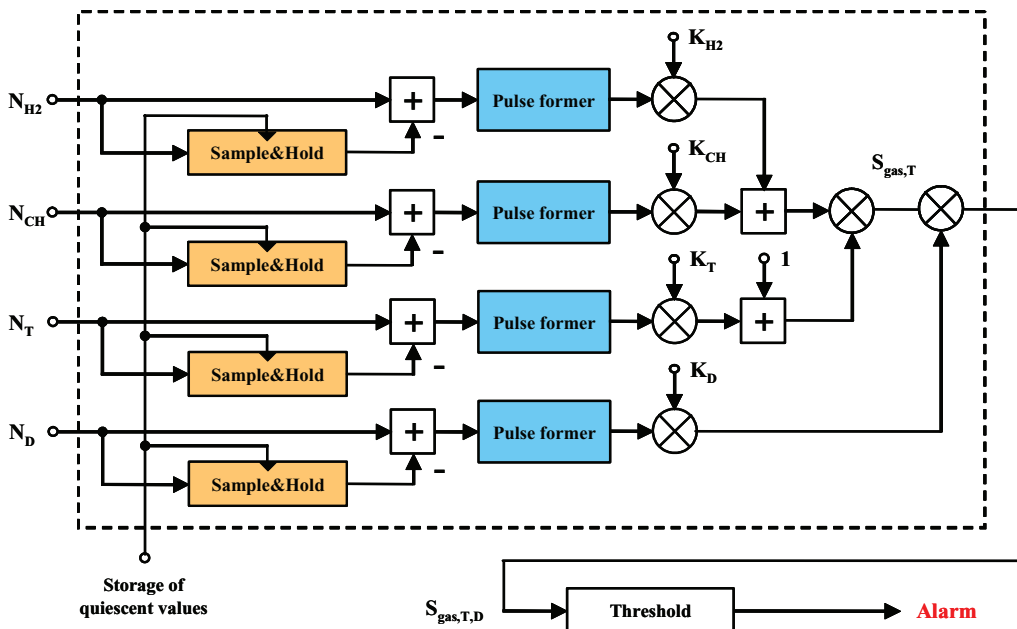 K_H2
N_H2
+
Pulse former
-
Sample&Hold
K_CH
S_gas,T
N_CH
+
Pulse former
+
-
Sample&Hold
K_T
1
N_T
+
Pulse former
+
-
Sample&Hold
K_D
N_D
+
Pulse former
-
Sample&Hold
Storage of
quiescent values
S_gas,T,D
Threshold
Alarm